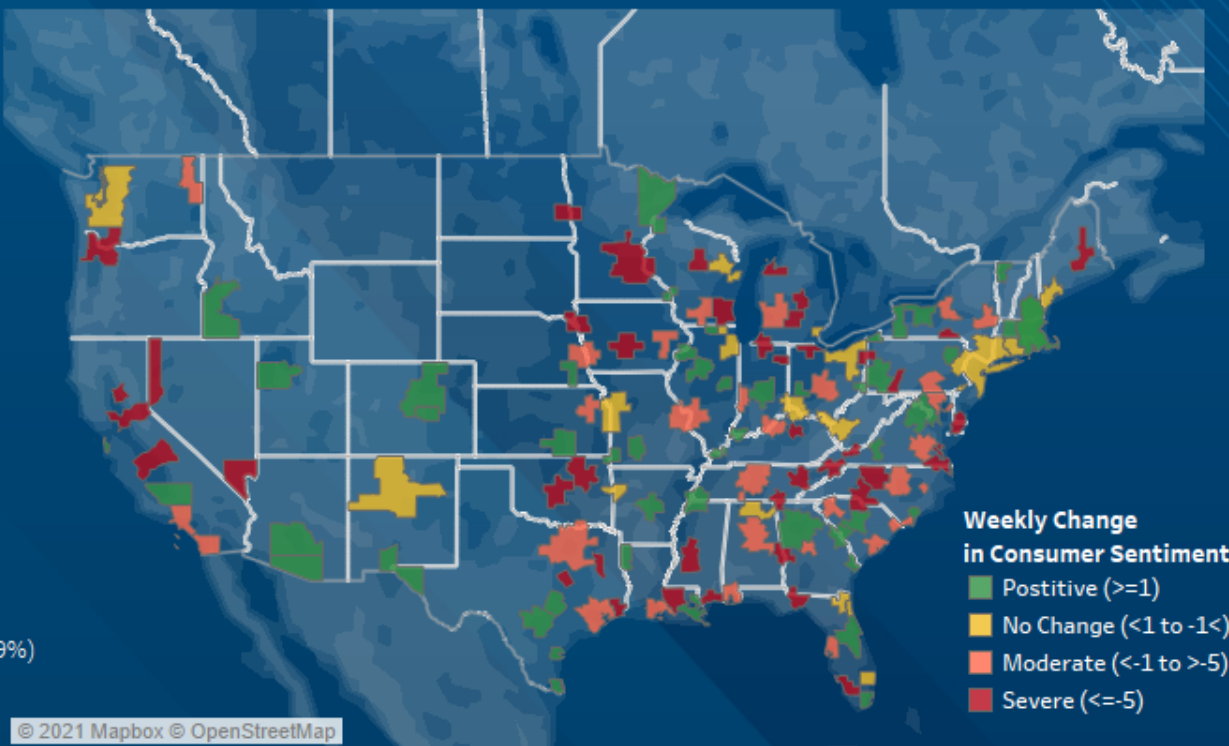 Weekly Change
in Consumer Sentiment
Postitive (>=1)
No Change (<1 to -1<)
Moderate (<-1 to >-5)
Severe (<=-5)
9%)
© 2021 Mapbox © OpenStreetMap